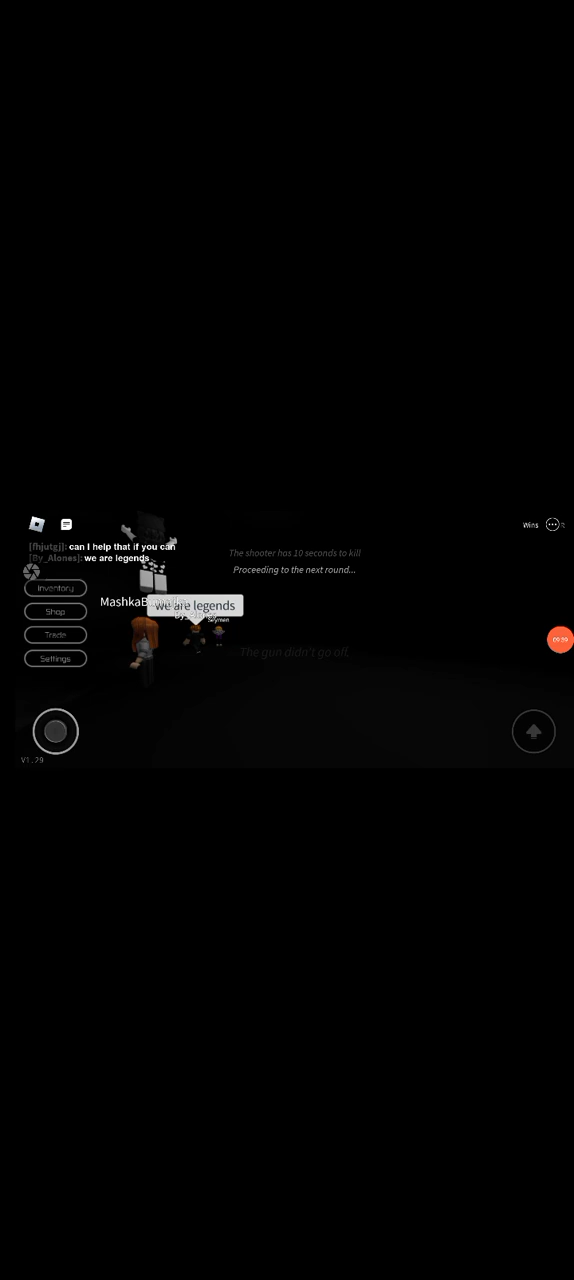 Wins
[fhjutgj]: can I help that if you can
[By_Alones]: we are legends
The shooter has 10 seconds to kill
Proceeding to the next round...
Inventory
Shop
Trade
Settings
we are legends
The gun didn't go off.
V1.29